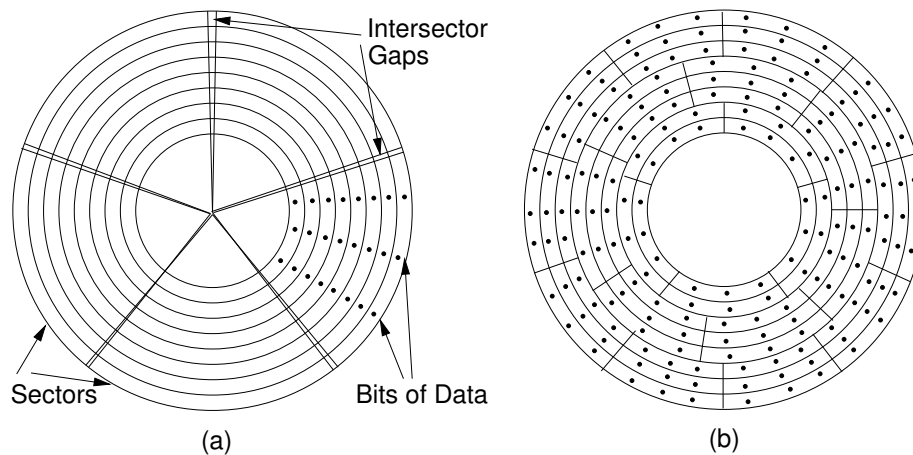 Intersector
Gaps
Sectors
Bits of Data
(a)
(b)